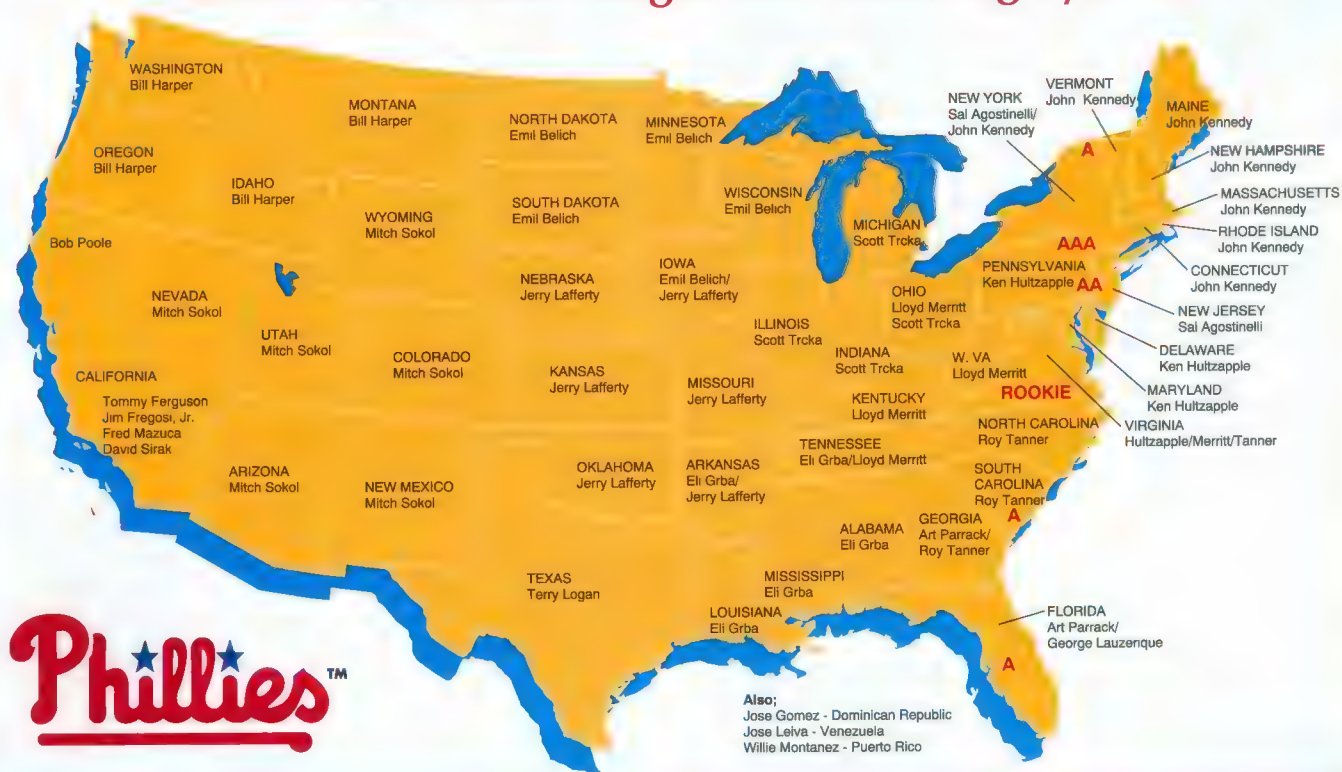 WASHINGTON
Bill Harper
MONTANA
Bill Harper
NORTH DAKOTA
Emil Belich
MINNESOTA
Emil Belich
NEW YORK
Sal Agostinelli/
John Kennedy
VERMONT
John Kennedy
MAINE
John Kennedy
OREGON
Bill Harper
IDAHO
Bill Harper
WYOMING
Mitch Sokol
SOUTH DAKOTA
Emil Belich
WISCONSIN
Emil Belich
MICHIGAN
Scott Trcka
A
NEW HAMPSHIRE
John Kennedy
MASSACHUSETTS
John Kennedy
RHODE ISLAND
John Kennedy
CONNECTICUT
John Kennedy
Bob Poole
NEVADA
Mitch Sokol
UTAH
Mitch Sokol
COLORADO
Mitch Sokol
NEBRASKA
Jerry Lafferty
IOWA
Emil Belich/
Jerry Lafferty
ILLINOIS
Scott Trcka
OHIO
Lloyd Merritt
Scott Trcka
AAA
PENNSYLVANIA
Ken Hultzapple
AA
NEW JERSEY
Sal Agostinelli
DELAWARE
Ken Hultzapple
MARYLAND
Ken Hultzapple
VIRGINIA
Hultzapple/Merritt/Tanner
CALIFORNIA
Tommy Ferguson
Jim Fregosi, Jr.
Fred Mazuca
David Sirak
KANSAS
Jerry Lafferty
MISSOURI
Jerry Lafferty
INDIANA
Scott Trcka
W. VA
Lloyd Merritt
ROOKIE
KENTUCKY
Lloyd Merritt
NORTH CAROLINA
Roy Tanner
TENNESSEE
Eli Grba/Lloyd Merritt
ARIZONA
Mitch Sokol
NEW MEXICO
Mitch Sokol
OKLAHOMA
Jerry Lafferty
ARKANSAS
Eli Grba/
Jerry Lafferty
SOUTH
CAROLINA
Roy Tanner
A
ALABAMA
Eli Grba
GEORGIA
Art Parrack/
Roy Tanner
TEXAS
Terry Logan
MISSISSIPPI
Eli Grba
LOUISIANA
Eli Grba
FLORIDA
Art Parrack/
George Lauzerique
A
Phillies™
Also;
Jose Gomez - Dominican Republic
Jose Leiva - Venezuela
Willie Montanez - Puerto Rico